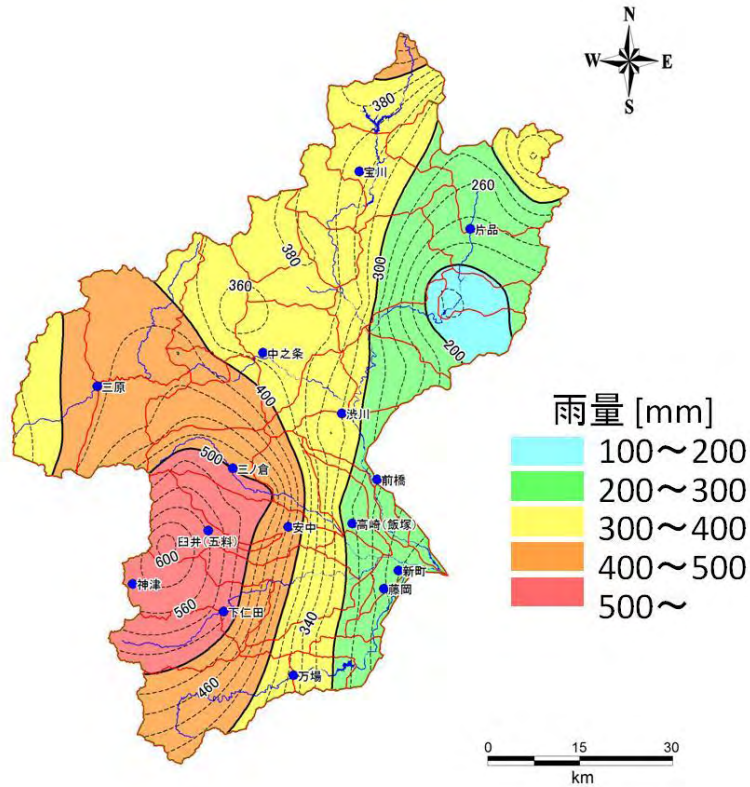 N
W E
S
380
宝川
260
片品
380
300
360
200
中之条
400
三原
渋川
500
三ノ倉
前橋
安中
高崎(飯塚)
臼井(五料)
600
新町
神津
藤岡
560
下仁田
340
万場
460
雨量 [mm]
100～200
200～300
300～400
400～500
500～
0 15 30
km